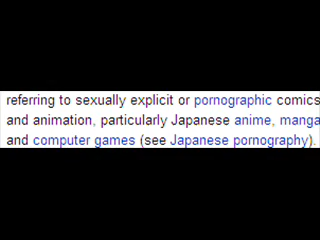 referring to sexually explicit or pornographic comics
and animation, particularly Japanese anime, manga
and computer games (see Japanese pornography).